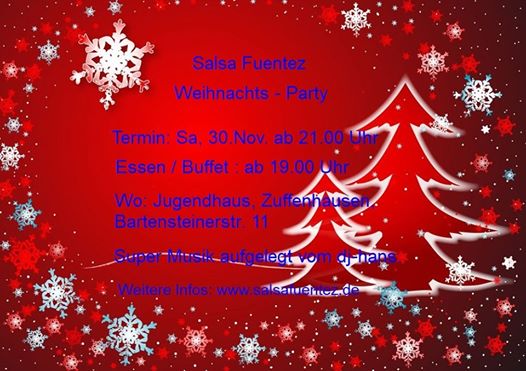 Salsa Fuentez
Weihnachts - Party
Termin: Sa, 30.Nov. ab 21.00 Uhr
Essen / Buffet : ab 19.00 Uhr
Wo: Jugendhaus, Zuffenhausen,
Bartensteinerstr. 11
Super Musik aufgelegt vom dj-hans
Weitere Infos: www.salsafuentez.de